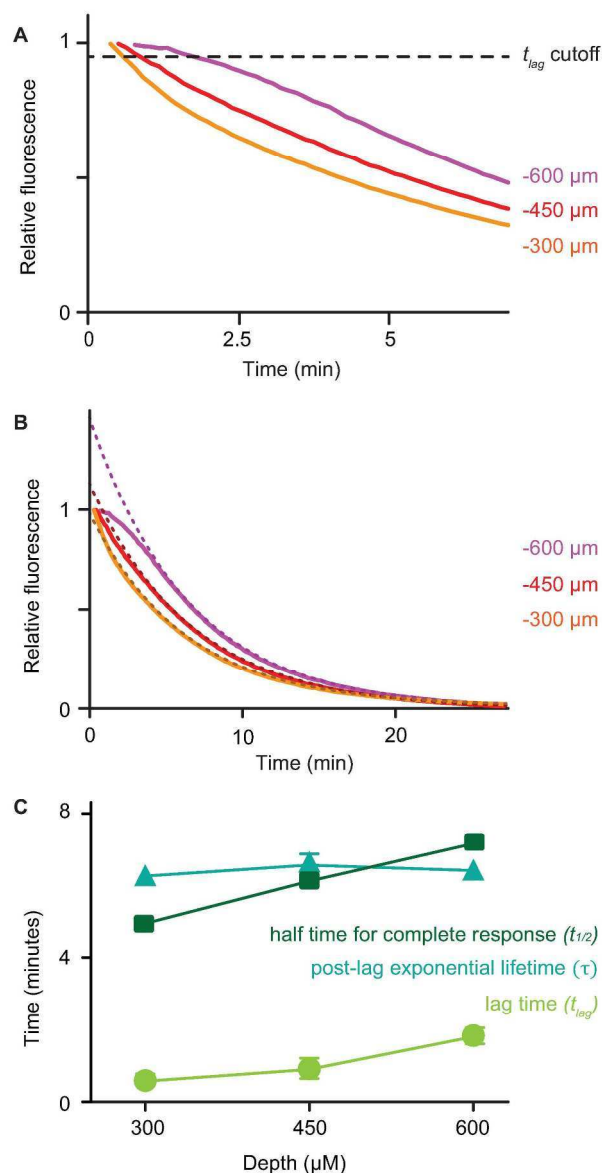 A
1
t_lag cutoff
Relative fluorescence
-600 µm
-450 µm
-300 µm
0
0
2.5
5
Time (min)
B
1
Relative fluorescence
-600 µm
-450 µm
-300 µm
0
0
10
20
Time (min)
C
8
Time (minutes)
4
half time for complete response (t1/2)
post-lag exponential lifetime (τ)
lag time (t_lag)
0
300
450
600
Depth (µM)